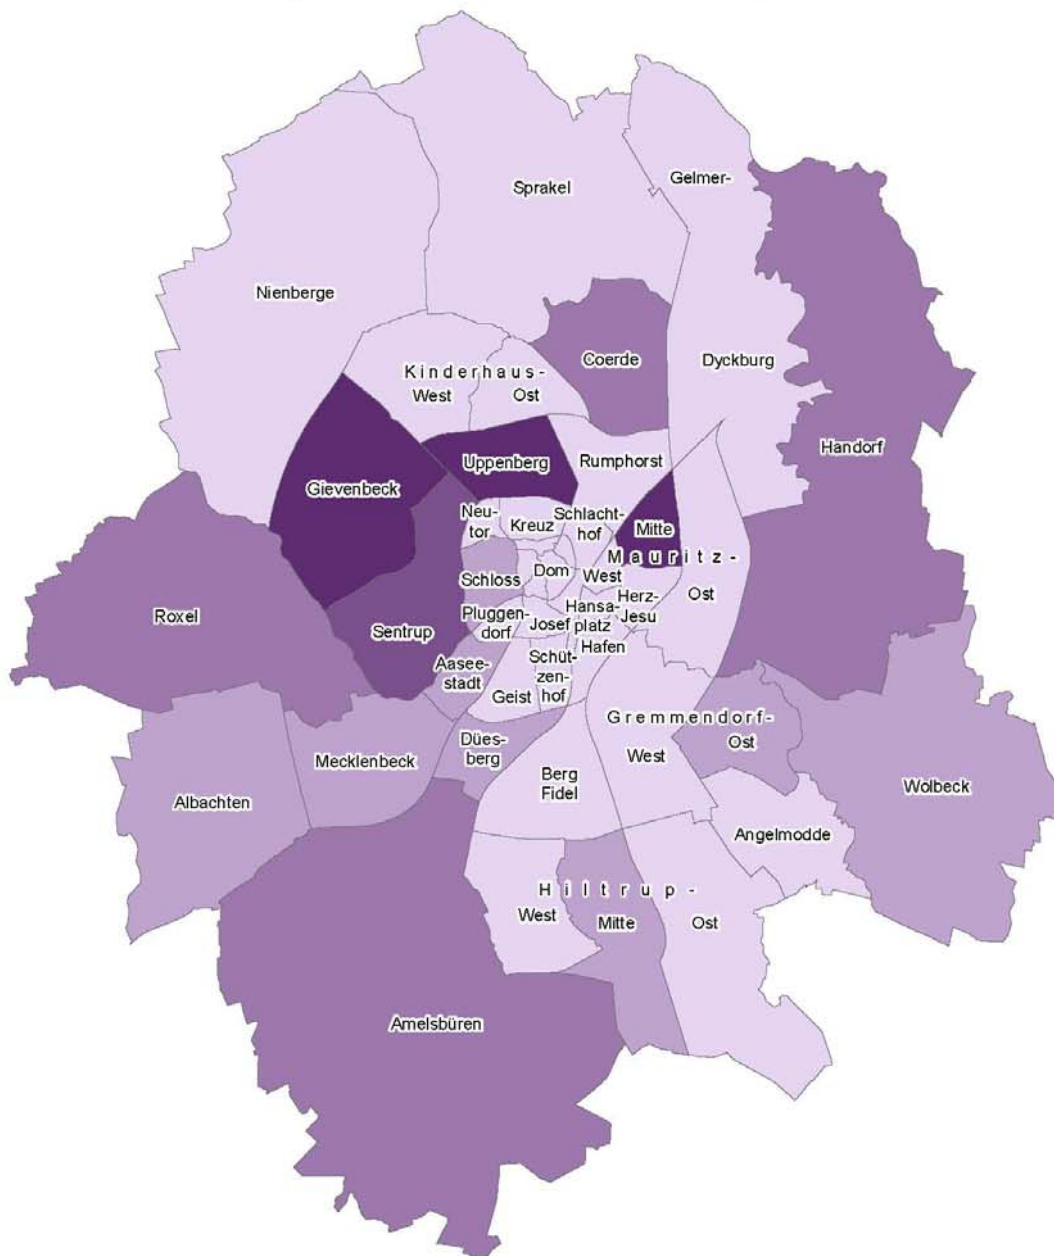 Sprakel
Gelmer-
Nienberge
Coerde
Dyckburg
Kinderhaus-
West
Ost
Handorf
Uppenberg
Rumphorst
Gievenbeck
Neu-
tor
Kreuz
Schlacht-
hof
Mitte
Mauritz-
Dom
West
Schloss
Ost
Herz-
Jesu
Roxel
Pluggen-
dorf
Josef
Hansa-
platz
Hafen
Sentrup
Aasee-
stadt
Schüt-
zen-
hof
Geist
Gremmendorf-
Ost
West
Dües-
berg
Mecklenbeck
Berg
Fidel
Wolbeck
Albachten
Angelmodde
Hiltrup-
West
Mitte
Ost
Amelsbüren